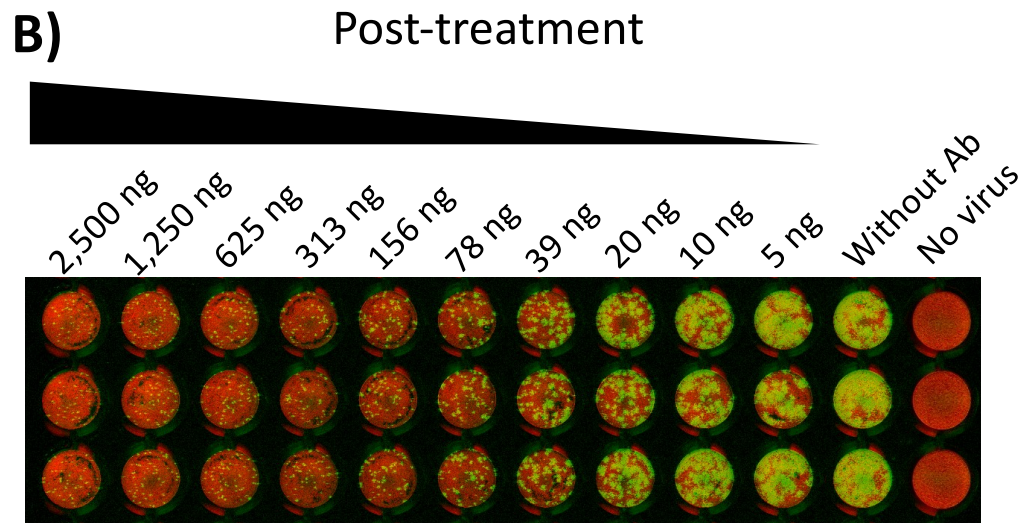 B)
Post-treatment
2,500 ng
1,250 ng
625 ng
313 ng
156 ng
78 ng
39 ng
20 ng
10 ng
5 ng
Without Ab
No virus